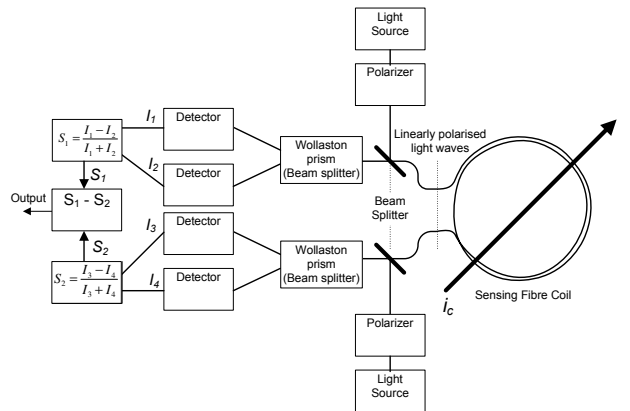 Light
Source
Polarizer
I₁
Detector
Linearly polarised
light waves
S₁ = (I₁ − I₂) / (I₁ + I₂)
Wollaston
prism
(Beam splitter)
I₂
Detector
S₁
Output
S₁ - S₂
Beam
Splitter
S₂
I₃
Detector
Wollaston
prism
(Beam splitter)
S₂ = (I₃ − I₄) / (I₃ + I₄)
I₄
Detector
i_c
Sensing Fibre Coil
Polarizer
Light
Source